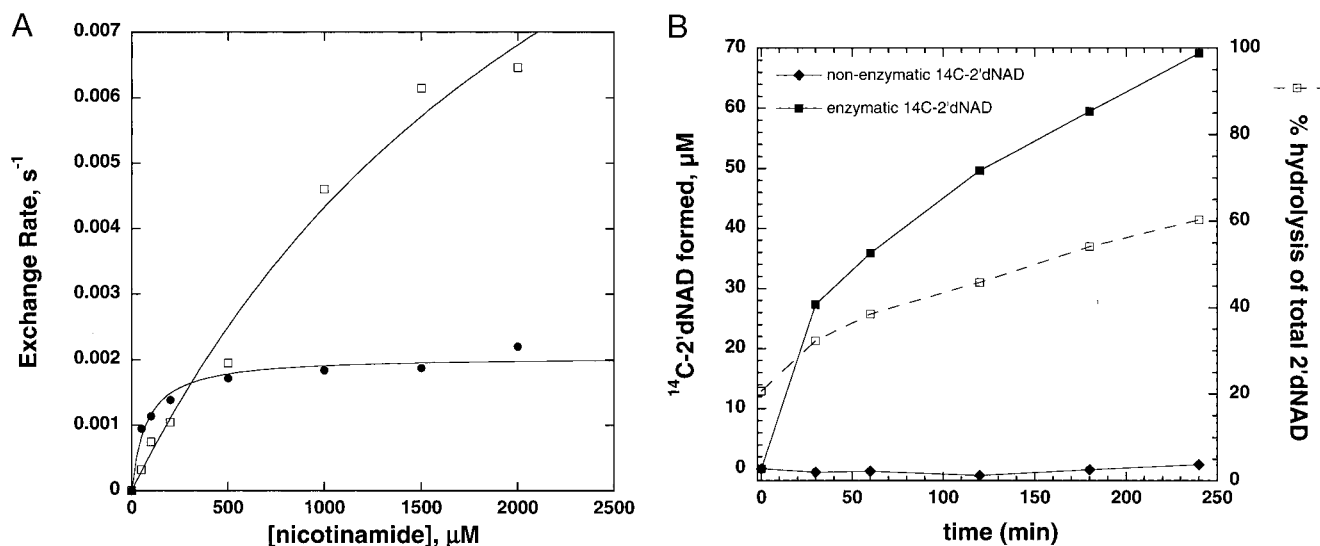 A
Exchange Rate, s⁻¹
0.007
0.006
0.005
0.004
0.003
0.002
0.001
0
0 500 1000 1500 2000 2500
[nicotinamide], µM
B
¹⁴C-2'dNAD formed, µM
70
60
50
40
30
20
10
0
non-enzymatic 14C-2'dNAD
enzymatic 14C-2'dNAD
0 50 100 150 200 250
time (min)
100
80
60
40
20
0
% hydrolysis of total 2'dNAD